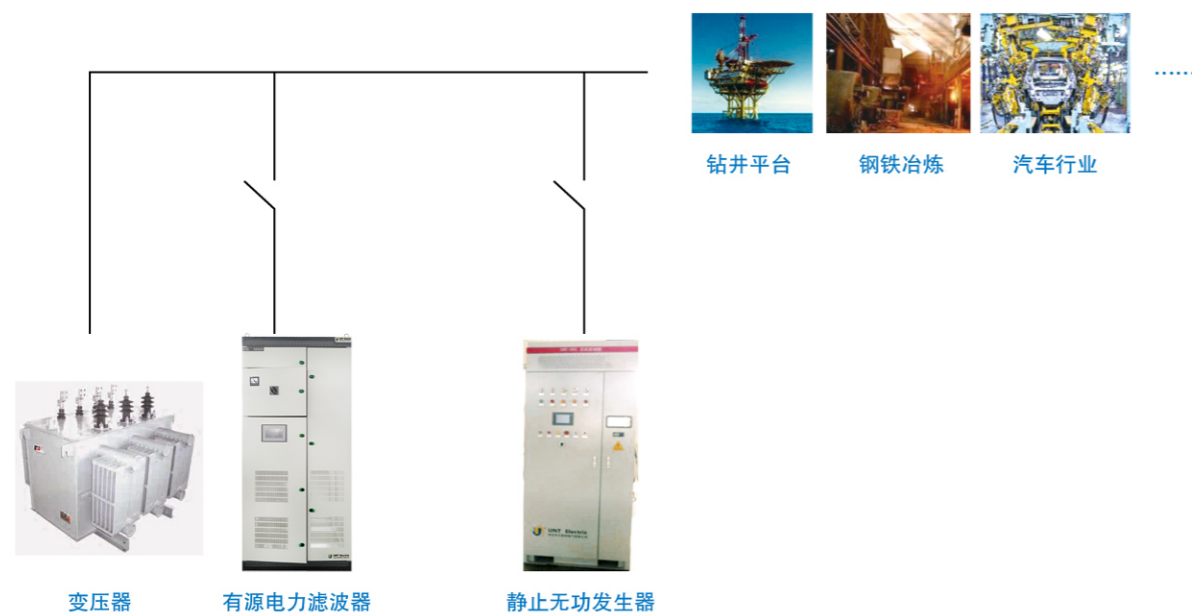 钻井平台
钢铁冶炼
汽车行业
……
变压器
有源电力滤波器
静止无功发生器